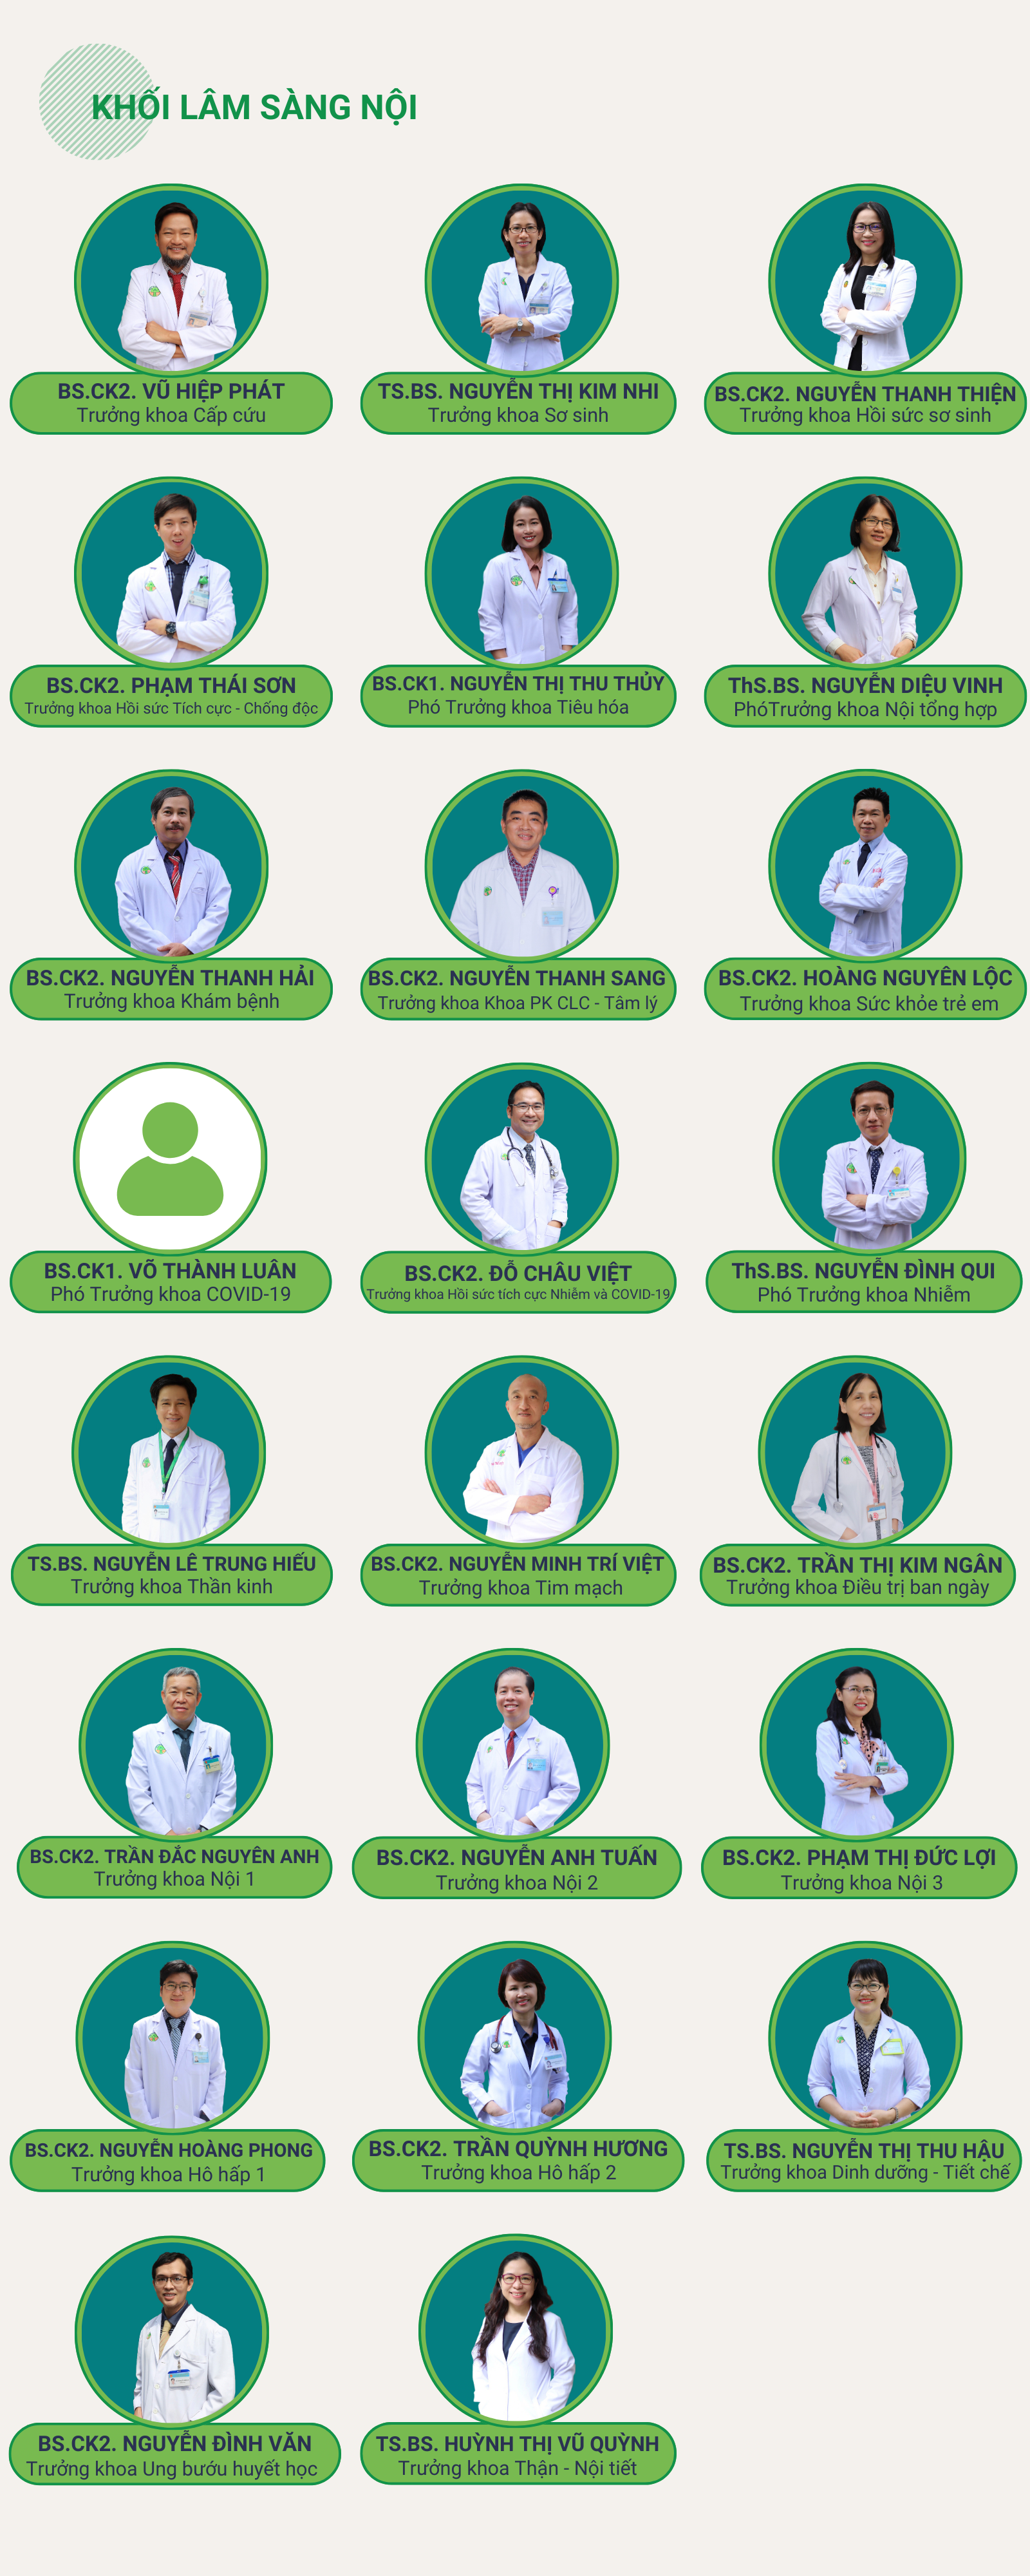 KHỐI LÂM SÀNG NỘI
BS.CK2. VŨ HIỆP PHÁT
Trưởng khoa Cấp cứu
TS.BS. NGUYỄN THỊ KIM NHI
Trưởng khoa Sơ sinh
BS.CK2. NGUYỄN THANH THIỆN
Trưởng khoa Hồi sức sơ sinh
BS.CK2. PHẠM THÁI SƠN
Trưởng khoa Hồi sức Tích cực - Chống độc
BS.CK1. NGUYỄN THỊ THU THỦY
Phó Trưởng khoa Tiêu hóa
ThS.BS. NGUYỄN DIỆU VINH
PhóTrưởng khoa Nội tổng hợp
BS.CK2. NGUYỄN THANH HẢI
Trưởng khoa Khám bệnh
BS.CK2. NGUYỄN THANH SANG
Trưởng khoa Khoa PK CLC - Tâm lý
BS.CK2. HOÀNG NGUYÊN LỘC
Trưởng khoa Sức khỏe trẻ em
BS.CK1. VÕ THÀNH LUÂN
Phó Trưởng khoa COVID-19
BS.CK2. ĐỖ CHÂU VIỆT
Trưởng khoa Hồi sức tích cực Nhiễm và COVID-19
ThS.BS. NGUYỄN ĐÌNH QUI
Phó Trưởng khoa Nhiễm
TS.BS. NGUYỄN LÊ TRUNG HIẾU
Trưởng khoa Thần kinh
BS.CK2. NGUYỄN MINH TRÍ VIỆT
Trưởng khoa Tim mạch
BS.CK2. TRẦN THỊ KIM NGÂN
Trưởng khoa Điều trị ban ngày
BS.CK2. TRẦN ĐẮC NGUYÊN ANH
Trưởng khoa Nội 1
BS.CK2. NGUYỄN ANH TUẤN
Trưởng khoa Nội 2
BS.CK2. PHẠM THỊ ĐỨC LỢI
Trưởng khoa Nội 3
BS.CK2. NGUYỄN HOÀNG PHONG
Trưởng khoa Hô hấp 1
BS.CK2. TRẦN QUỲNH HƯƠNG
Trưởng khoa Hô hấp 2
TS.BS. NGUYỄN THỊ THU HẬU
Trưởng khoa Dinh dưỡng - Tiết chế
BS.CK2. NGUYỄN ĐÌNH VĂN
Trưởng khoa Ung bướu huyết học
TS.BS. HUỲNH THỊ VŨ QUỲNH
Trưởng khoa Thận - Nội tiết